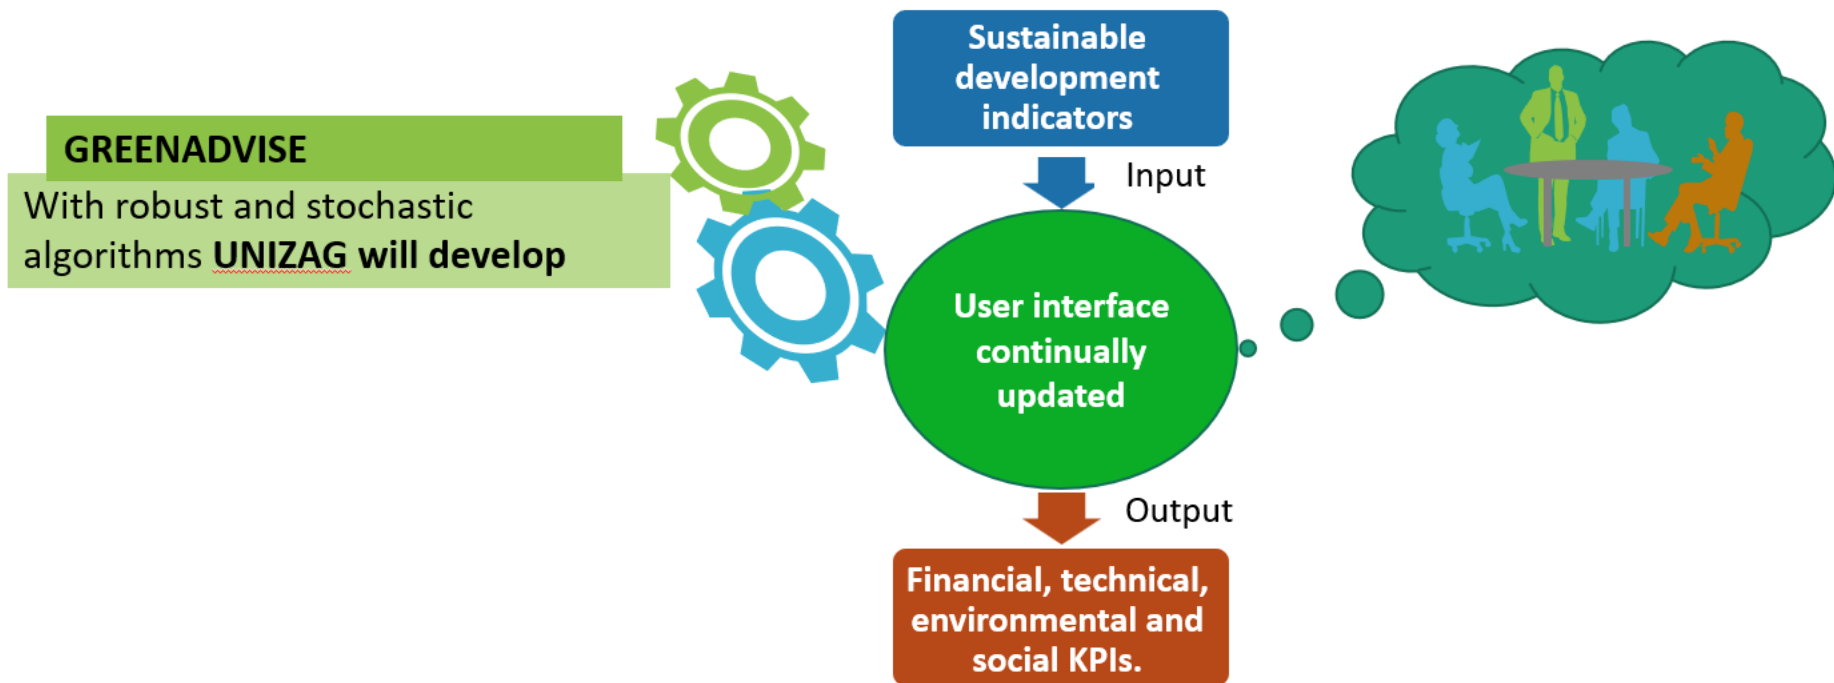 GREENADVISE
With robust and stochastic
algorithms UNIZAG will develop
Sustainable
development
indicators
Input
User interface
continually
updated
Output
Financial, technical,
environmental and
social KPIs.